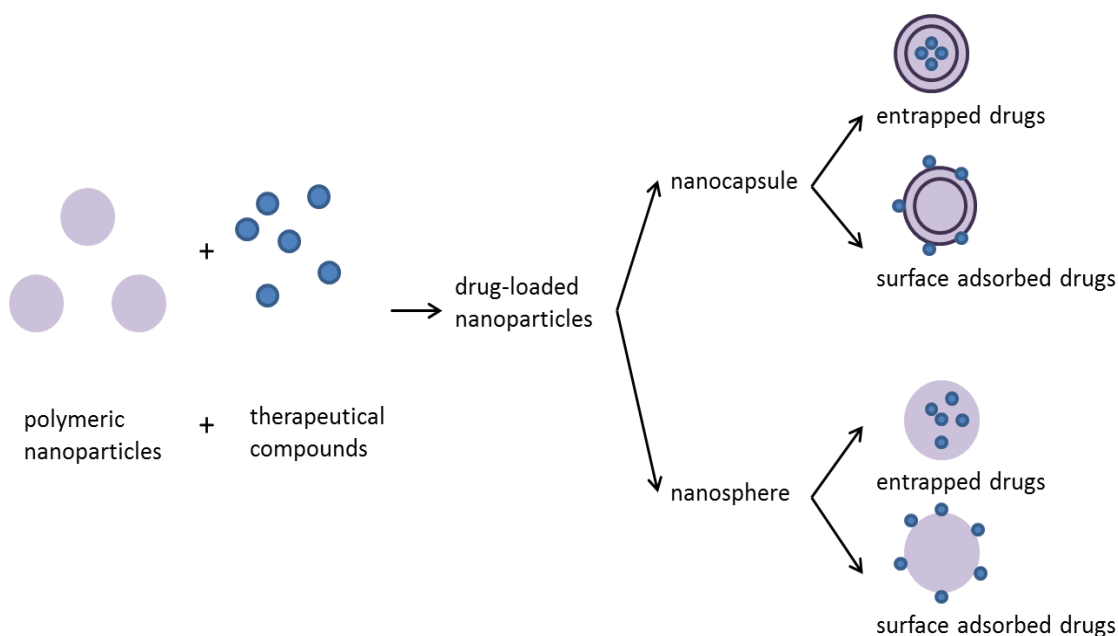 +
polymeric
nanoparticles
+
therapeutical
compounds
drug-loaded
nanoparticles
nanocapsule
entrapped drugs
surface adsorbed drugs
nanosphere
entrapped drugs
surface adsorbed drugs